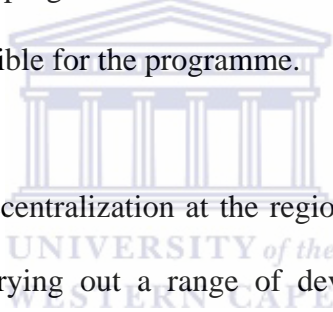 ible for the programme.
centralization at the regio
UNIVERSITY of the
rying out a range of dev
WESTERN CAPE